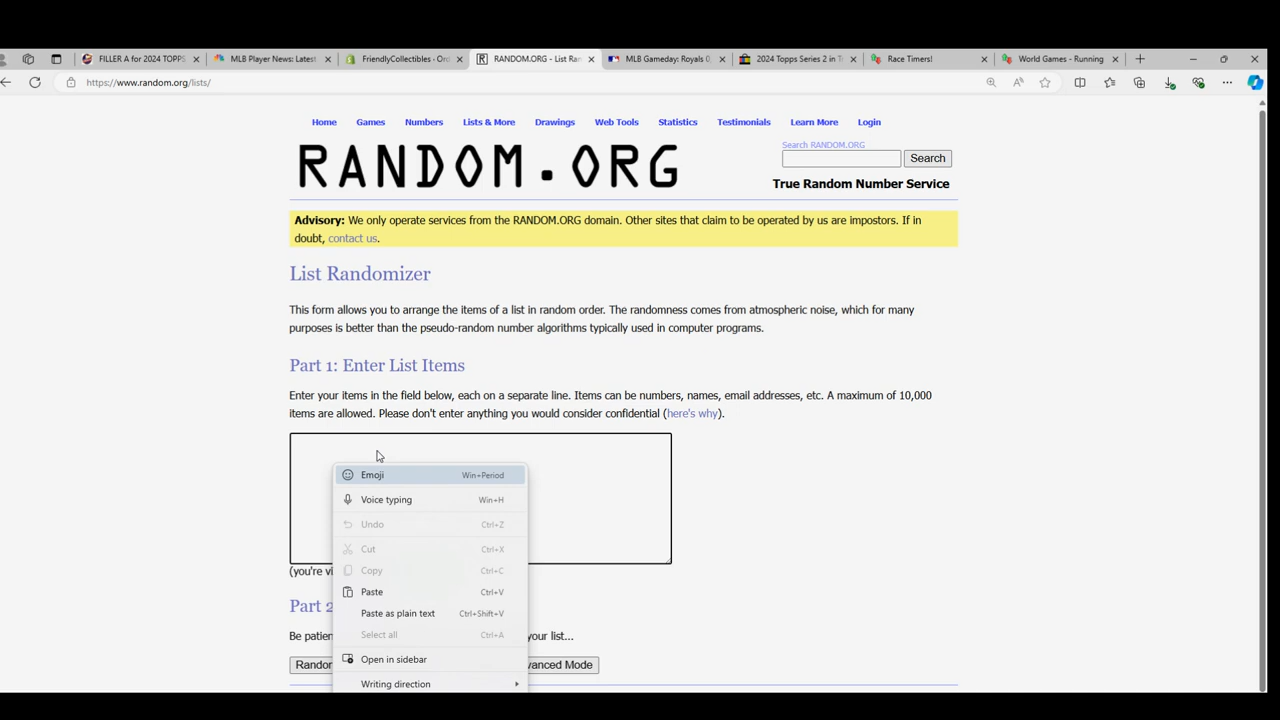 FILLER A for 2024 TOPPS
MLB Player News: Latest
FriendlyCollectibles - Ord
RANDOM.ORG - List Ran
MLB Gameday: Royals 0,
2024 Topps Series 2 in T
Race Timers!
World Games - Running
https://www.random.org/lists/
Home Games Numbers Lists & More Drawings Web Tools Statistics Testimonials Learn More Login
RANDOM.ORG
Search RANDOM.ORG
Search
True Random Number Service
Advisory: We only operate services from the RANDOM.ORG domain. Other sites that claim to be operated by us are impostors. If in
doubt, contact us.
List Randomizer
This form allows you to arrange the items of a list in random order. The randomness comes from atmospheric noise, which for many
purposes is better than the pseudo-random number algorithms typically used in computer programs.
Part 1: Enter List Items
Enter your items in the field below, each on a separate line. Items can be numbers, names, email addresses, etc. A maximum of 10,000
items are allowed. Please don't enter anything you would consider confidential (here's why).
Emoji Win+Period
Voice typing Win+H
Undo Ctrl+Z
Cut Ctrl+X
Copy Ctrl+C
Paste Ctrl+V
Paste as plain text Ctrl+Shift+V
Select all Ctrl+A
Open in sidebar
Writing direction
(you're vi
Part 2
Be patien your list...
Random vanced Mode